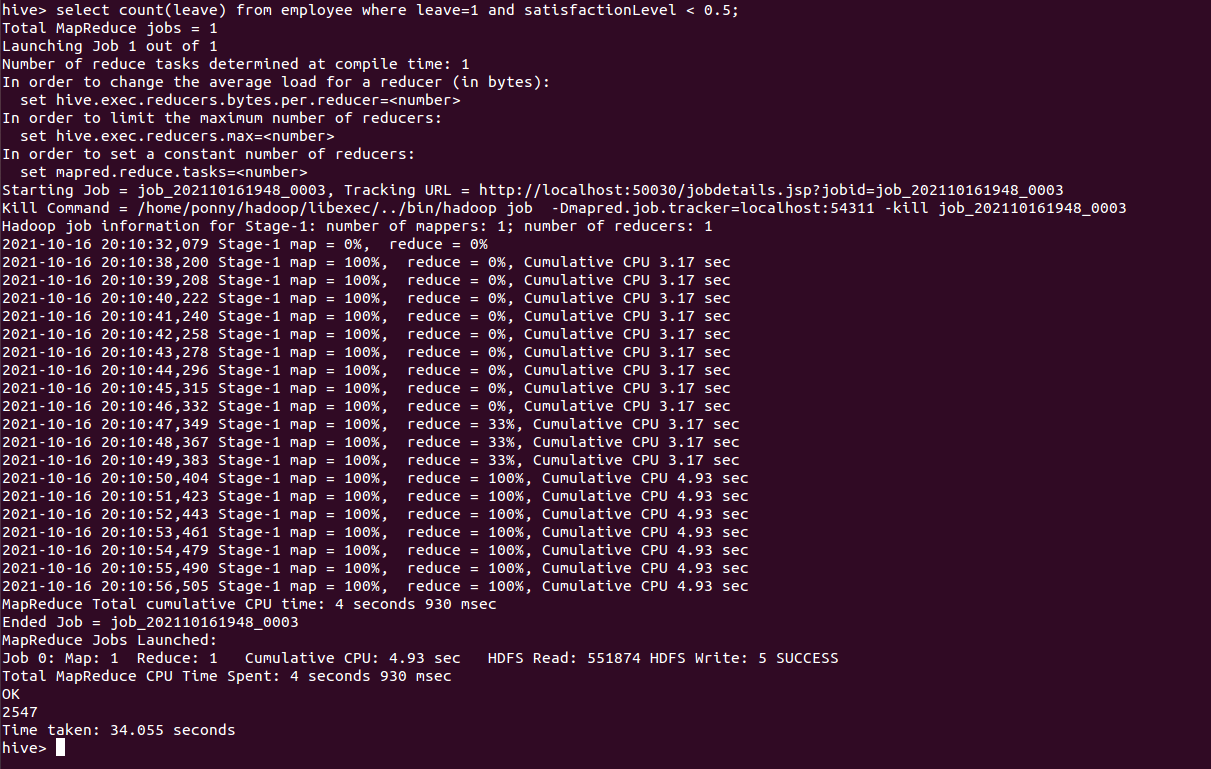 hive> select count(leave) from employee where leave=1 and satisfactionLevel < 0.5;
Total MapReduce jobs = 1
Launching Job 1 out of 1
Number of reduce tasks determined at compile time: 1
In order to change the average load for a reducer (in bytes):
  set hive.exec.reducers.bytes.per.reducer=<number>
In order to limit the maximum number of reducers:
  set hive.exec.reducers.max=<number>
In order to set a constant number of reducers:
  set mapred.reduce.tasks=<number>
Starting Job = job_202110161948_0003, Tracking URL = http://localhost:50030/jobdetails.jsp?jobid=job_202110161948_0003
Kill Command = /home/ponny/hadoop/libexec/../bin/hadoop job  -Dmapred.job.tracker=localhost:54311 -kill job_202110161948_0003
Hadoop job information for Stage-1: number of mappers: 1; number of reducers: 1
2021-10-16 20:10:32,079 Stage-1 map = 0%,  reduce = 0%
2021-10-16 20:10:38,200 Stage-1 map = 100%,  reduce = 0%, Cumulative CPU 3.17 sec
2021-10-16 20:10:39,208 Stage-1 map = 100%,  reduce = 0%, Cumulative CPU 3.17 sec
2021-10-16 20:10:40,222 Stage-1 map = 100%,  reduce = 0%, Cumulative CPU 3.17 sec
2021-10-16 20:10:41,240 Stage-1 map = 100%,  reduce = 0%, Cumulative CPU 3.17 sec
2021-10-16 20:10:42,258 Stage-1 map = 100%,  reduce = 0%, Cumulative CPU 3.17 sec
2021-10-16 20:10:43,278 Stage-1 map = 100%,  reduce = 0%, Cumulative CPU 3.17 sec
2021-10-16 20:10:44,296 Stage-1 map = 100%,  reduce = 0%, Cumulative CPU 3.17 sec
2021-10-16 20:10:45,315 Stage-1 map = 100%,  reduce = 0%, Cumulative CPU 3.17 sec
2021-10-16 20:10:46,332 Stage-1 map = 100%,  reduce = 0%, Cumulative CPU 3.17 sec
2021-10-16 20:10:47,349 Stage-1 map = 100%,  reduce = 33%, Cumulative CPU 3.17 sec
2021-10-16 20:10:48,367 Stage-1 map = 100%,  reduce = 33%, Cumulative CPU 3.17 sec
2021-10-16 20:10:49,383 Stage-1 map = 100%,  reduce = 33%, Cumulative CPU 3.17 sec
2021-10-16 20:10:50,404 Stage-1 map = 100%,  reduce = 100%, Cumulative CPU 4.93 sec
2021-10-16 20:10:51,423 Stage-1 map = 100%,  reduce = 100%, Cumulative CPU 4.93 sec
2021-10-16 20:10:52,443 Stage-1 map = 100%,  reduce = 100%, Cumulative CPU 4.93 sec
2021-10-16 20:10:53,461 Stage-1 map = 100%,  reduce = 100%, Cumulative CPU 4.93 sec
2021-10-16 20:10:54,479 Stage-1 map = 100%,  reduce = 100%, Cumulative CPU 4.93 sec
2021-10-16 20:10:55,490 Stage-1 map = 100%,  reduce = 100%, Cumulative CPU 4.93 sec
2021-10-16 20:10:56,505 Stage-1 map = 100%,  reduce = 100%, Cumulative CPU 4.93 sec
MapReduce Total cumulative CPU time: 4 seconds 930 msec
Ended Job = job_202110161948_0003
MapReduce Jobs Launched:
Job 0: Map: 1  Reduce: 1   Cumulative CPU: 4.93 sec   HDFS Read: 551874 HDFS Write: 5 SUCCESS
Total MapReduce CPU Time Spent: 4 seconds 930 msec
OK
2547
Time taken: 34.055 seconds
hive>